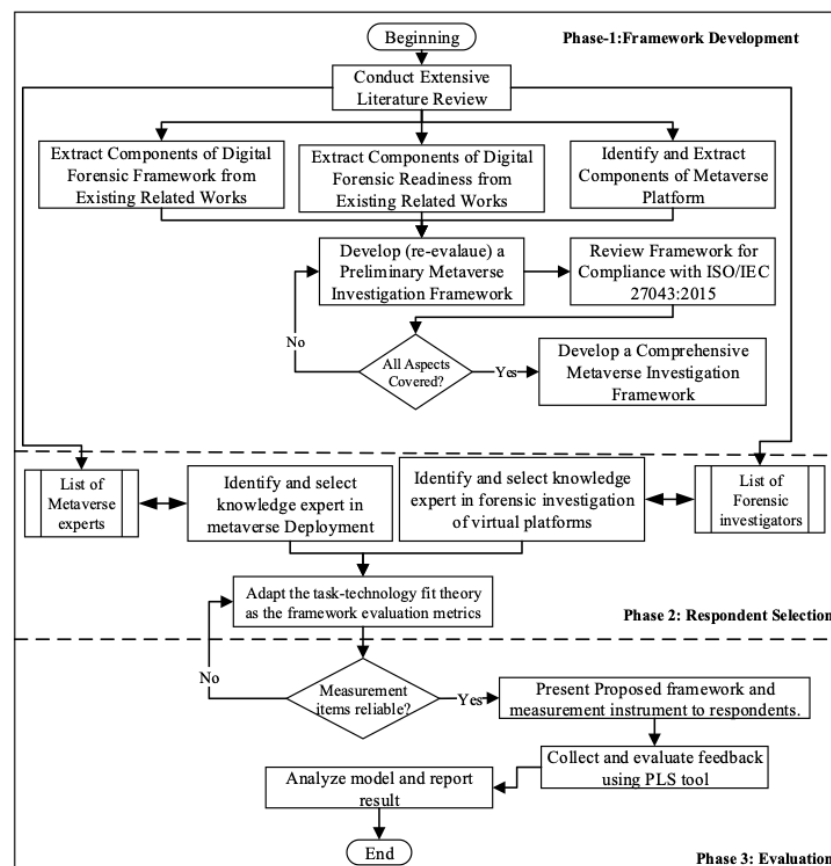 Beginning
Phase-1:Framework Development
Conduct Extensive
Literature Review
Extract Components of Digital
Forensic Framework from
Existing Related Works
Extract Components of Digital
Forensic Readiness from
Existing Related Works
Identify and Extract
Components of Metaverse
Platform
Develop (re-evalaue) a
Preliminary Metaverse
Investigation Framework
Review Framework for
Compliance with ISO/IEC
27043:2015
No
All Aspects
Covered?
Yes
Develop a Comprehensive
Metaverse Investigation
Framework
List of
Metaverse
experts
Identify and select
knowledge expert in
metaverse Deployment
Identify and select knowledge
expert in forensic investigation
of virtual platforms
List of
Forensic
investigators
Adapt the task-technology fit theory
as the framework evaluation metrics
Phase 2: Respondent Selection
No
Measurement
items reliable?
Yes
Present Proposed framework and
measurement instrument to respondents.
Collect and evaluate feedback
using PLS tool
Analyze model and report
result
End
Phase 3: Evaluation